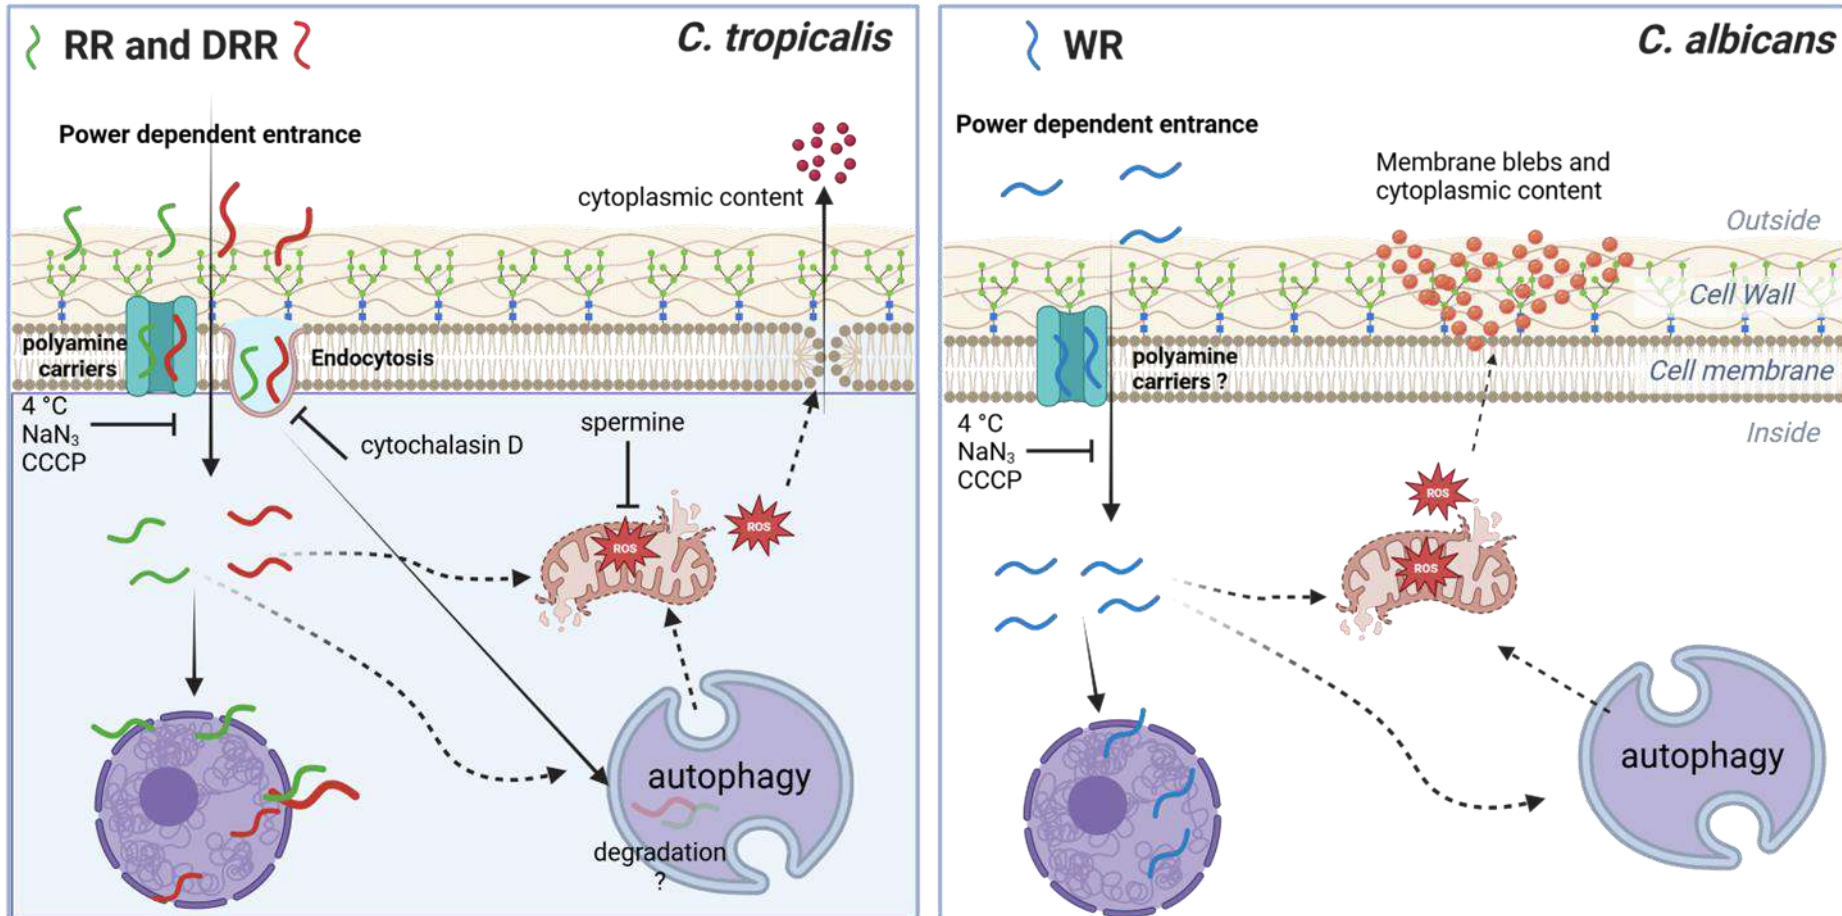 RR and DRR
C. tropicalis
Power dependent entrance
cytoplasmic content
polyamine
carriers
Endocytosis
4 °C
NaN₃
CCCP
cytochalasin D
spermine
ROS
ROS
autophagy
degradation
?
WR
C. albicans
Power dependent entrance
Membrane blebs and
cytoplasmic content
Outside
Cell Wall
polyamine
carriers ?
Cell membrane
4 °C
NaN₃
CCCP
Inside
ROS
ROS
autophagy